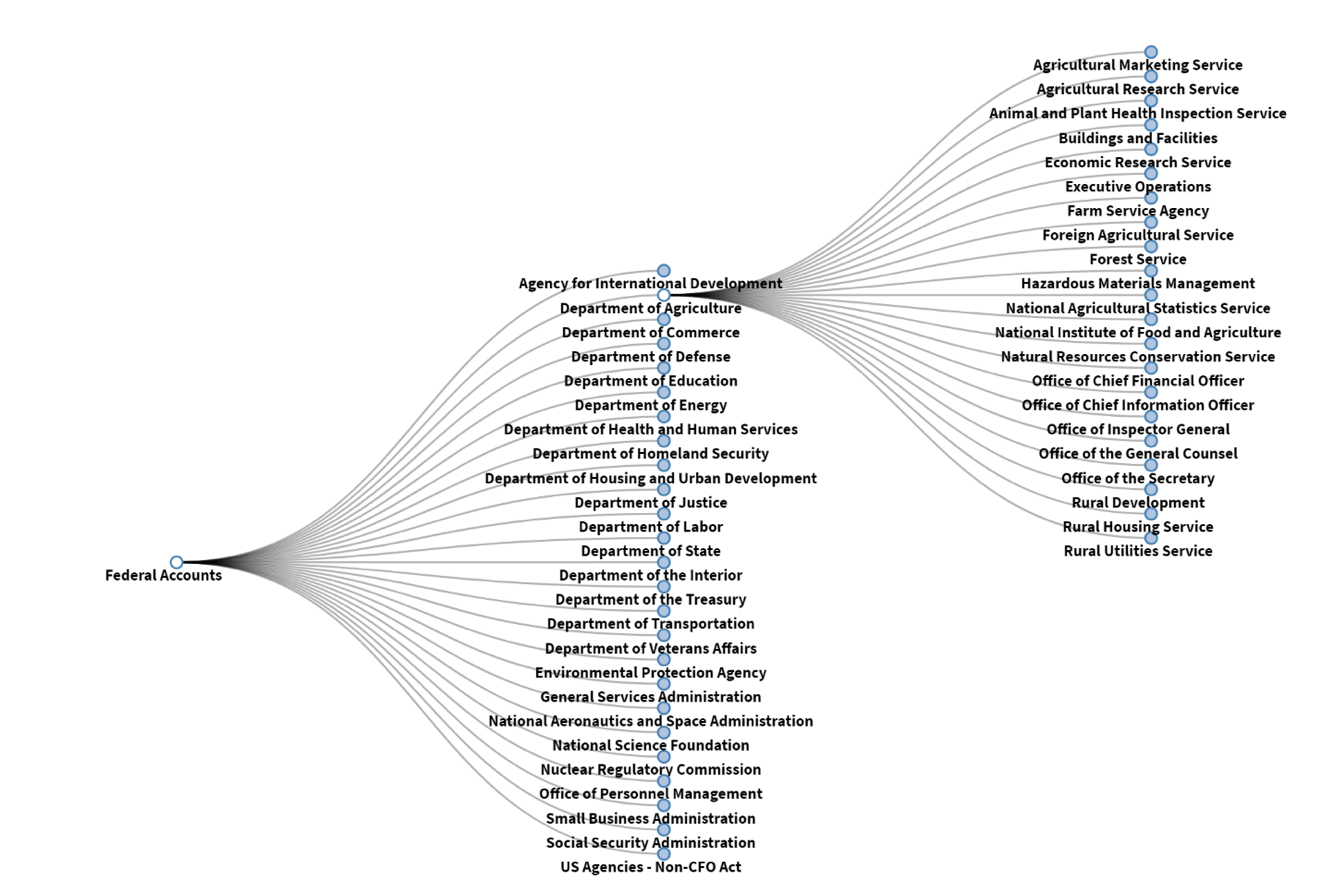 Federal Accounts
Agency for International Development
Department of Agriculture
Department of Commerce
Department of Defense
Department of Education
Department of Energy
Department of Health and Human Services
Department of Homeland Security
Department of Housing and Urban Development
Department of Justice
Department of Labor
Department of State
Department of the Interior
Department of the Treasury
Department of Transportation
Department of Veterans Affairs
Environmental Protection Agency
General Services Administration
National Aeronautics and Space Administration
National Science Foundation
Nuclear Regulatory Commission
Office of Personnel Management
Small Business Administration
Social Security Administration
US Agencies - Non-CFO Act
Agricultural Marketing Service
Agricultural Research Service
Animal and Plant Health Inspection Service
Buildings and Facilities
Economic Research Service
Executive Operations
Farm Service Agency
Foreign Agricultural Service
Forest Service
Hazardous Materials Management
National Agricultural Statistics Service
National Institute of Food and Agriculture
Natural Resources Conservation Service
Office of Chief Financial Officer
Office of Chief Information Officer
Office of Inspector General
Office of the General Counsel
Office of the Secretary
Rural Development
Rural Housing Service
Rural Utilities Service